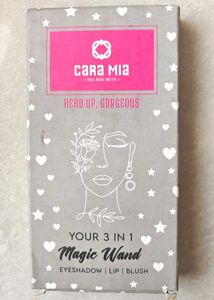 CARA MIA
HEAD UP, GORGEOUS
YOUR 3 IN 1
Magic Wand
EYESHADOW | LIP | BLUSH